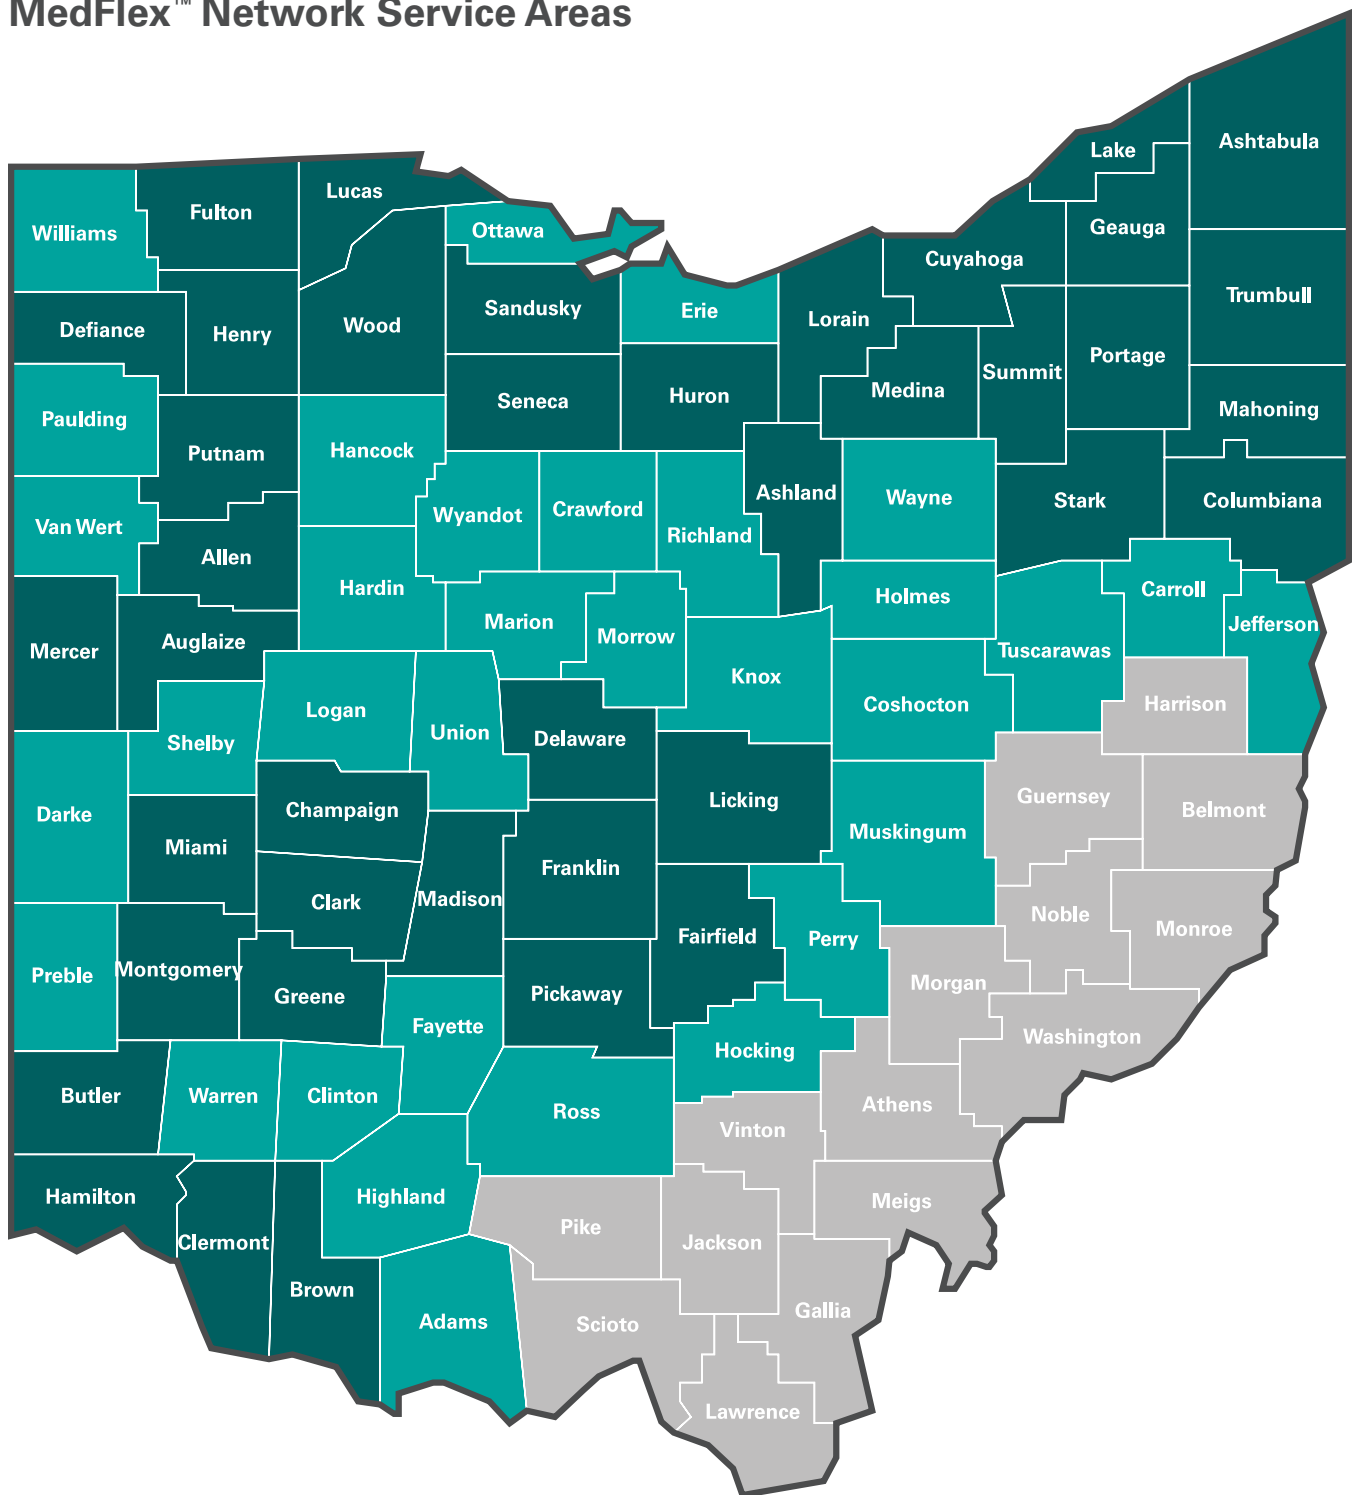 MedFlex™ Network Service Areas
Lake
Ashtabula
Lucas
Fulton
Williams
Ottawa
Geauga
Cuyahoga
Trumbull
Sandusky
Erie
Lorain
Wood
Defiance
Henry
Portage
Summit
Medina
Huron
Seneca
Mahoning
Paulding
Hancock
Putnam
Ashland
Wayne
Stark
Columbiana
Crawford
Wyandot
Van Wert
Richland
Allen
Hardin
Carroll
Holmes
Marion
Jefferson
Morrow
Auglaize
Mercer
Tuscarawas
Knox
Harrison
Coshocton
Logan
Union
Delaware
Shelby
Guernsey
Licking
Champaign
Belmont
Darke
Muskingum
Miami
Franklin
Clark
Madison
Noble
Monroe
Fairfield
Perry
Montgomery
Preble
Morgan
Pickaway
Greene
Fayette
Washington
Hocking
Butler
Warren
Clinton
Athens
Ross
Vinton
Hamilton
Highland
Meigs
Pike
Clermont
Jackson
Brown
Gallia
Adams
Scioto
Lawrence